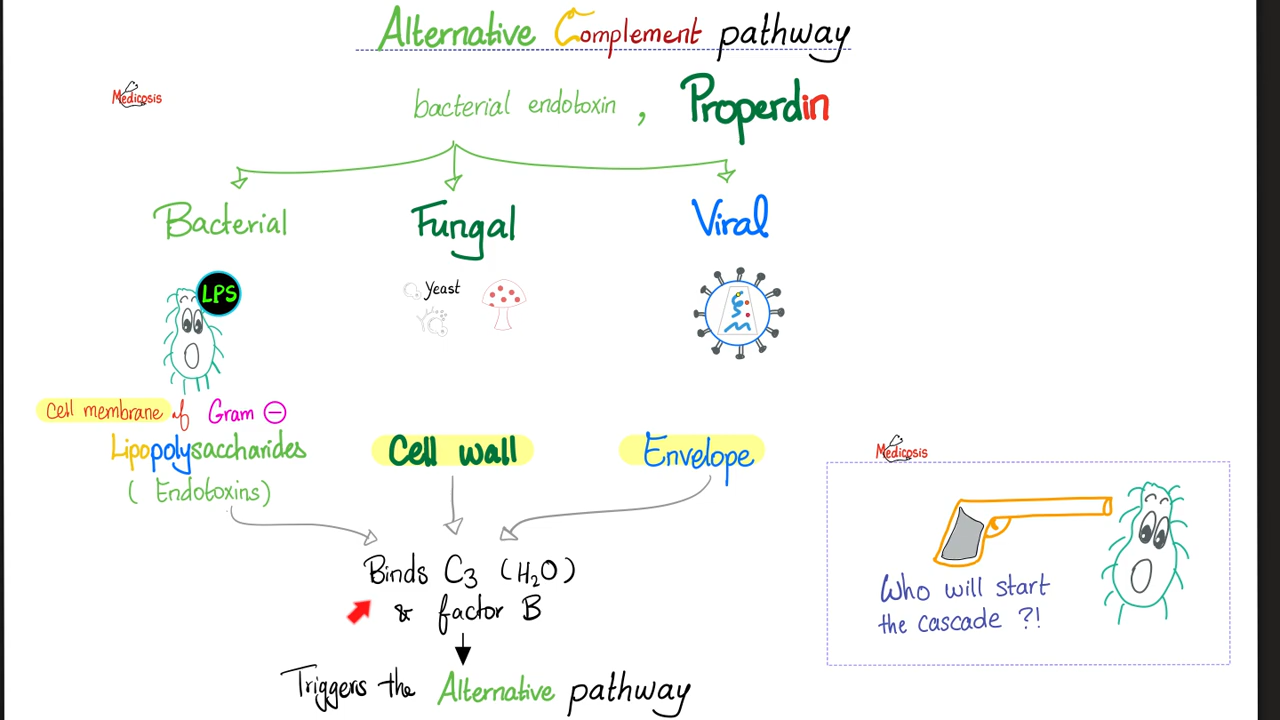 Alternative Complement pathway
Medicosis
bacterial endotoxin, Properdin
Bacterial
Fungal
Viral
LPS
Yeast
Cell membrane of Gram ⊖
Lipopolysaccharides
(Endotoxins)
Cell wall
Envelope
Binds C3 (H2O)
& factor B
Triggers the Alternative pathway
Medicosis
Who will start
the cascade ?!